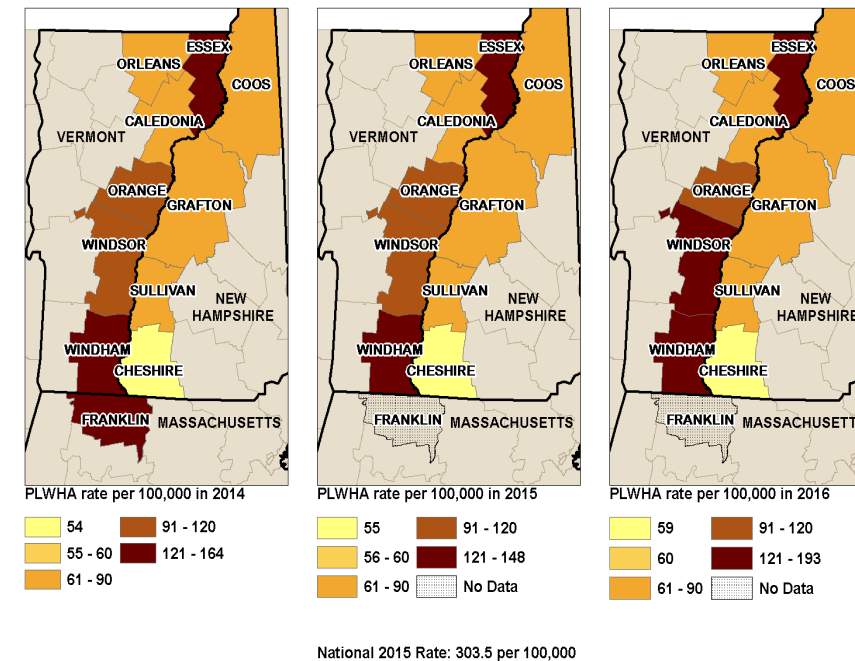 ESSEX
ORLEANS
COOS
CALEDONIA
VERMONT
ORANGE
GRAFTON
WINDSOR
SULLIVAN
NEW
HAMPSHIRE
WINDHAM
CHESHIRE
FRANKLIN
MASSACHUSETTS
PLWHA rate per 100,000 in 2014
54
55 - 60
61 - 90
91 - 120
121 - 164
ESSEX
ORLEANS
COOS
CALEDONIA
VERMONT
ORANGE
GRAFTON
WINDSOR
SULLIVAN
NEW
HAMPSHIRE
WINDHAM
CHESHIRE
FRANKLIN
MASSACHUSETTS
PLWHA rate per 100,000 in 2015
55
56 - 60
61 - 90
91 - 120
121 - 148
No Data
ESSEX
ORLEANS
COOS
CALEDONIA
VERMONT
ORANGE
GRAFTON
WINDSOR
SULLIVAN
NEW
HAMPSHIRE
WINDHAM
CHESHIRE
FRANKLIN
MASSACHUSETT
PLWHA rate per 100,000 in 2016
59
60
61 - 90
91 - 120
121 - 193
No Data
National 2015 Rate: 303.5 per 100,000